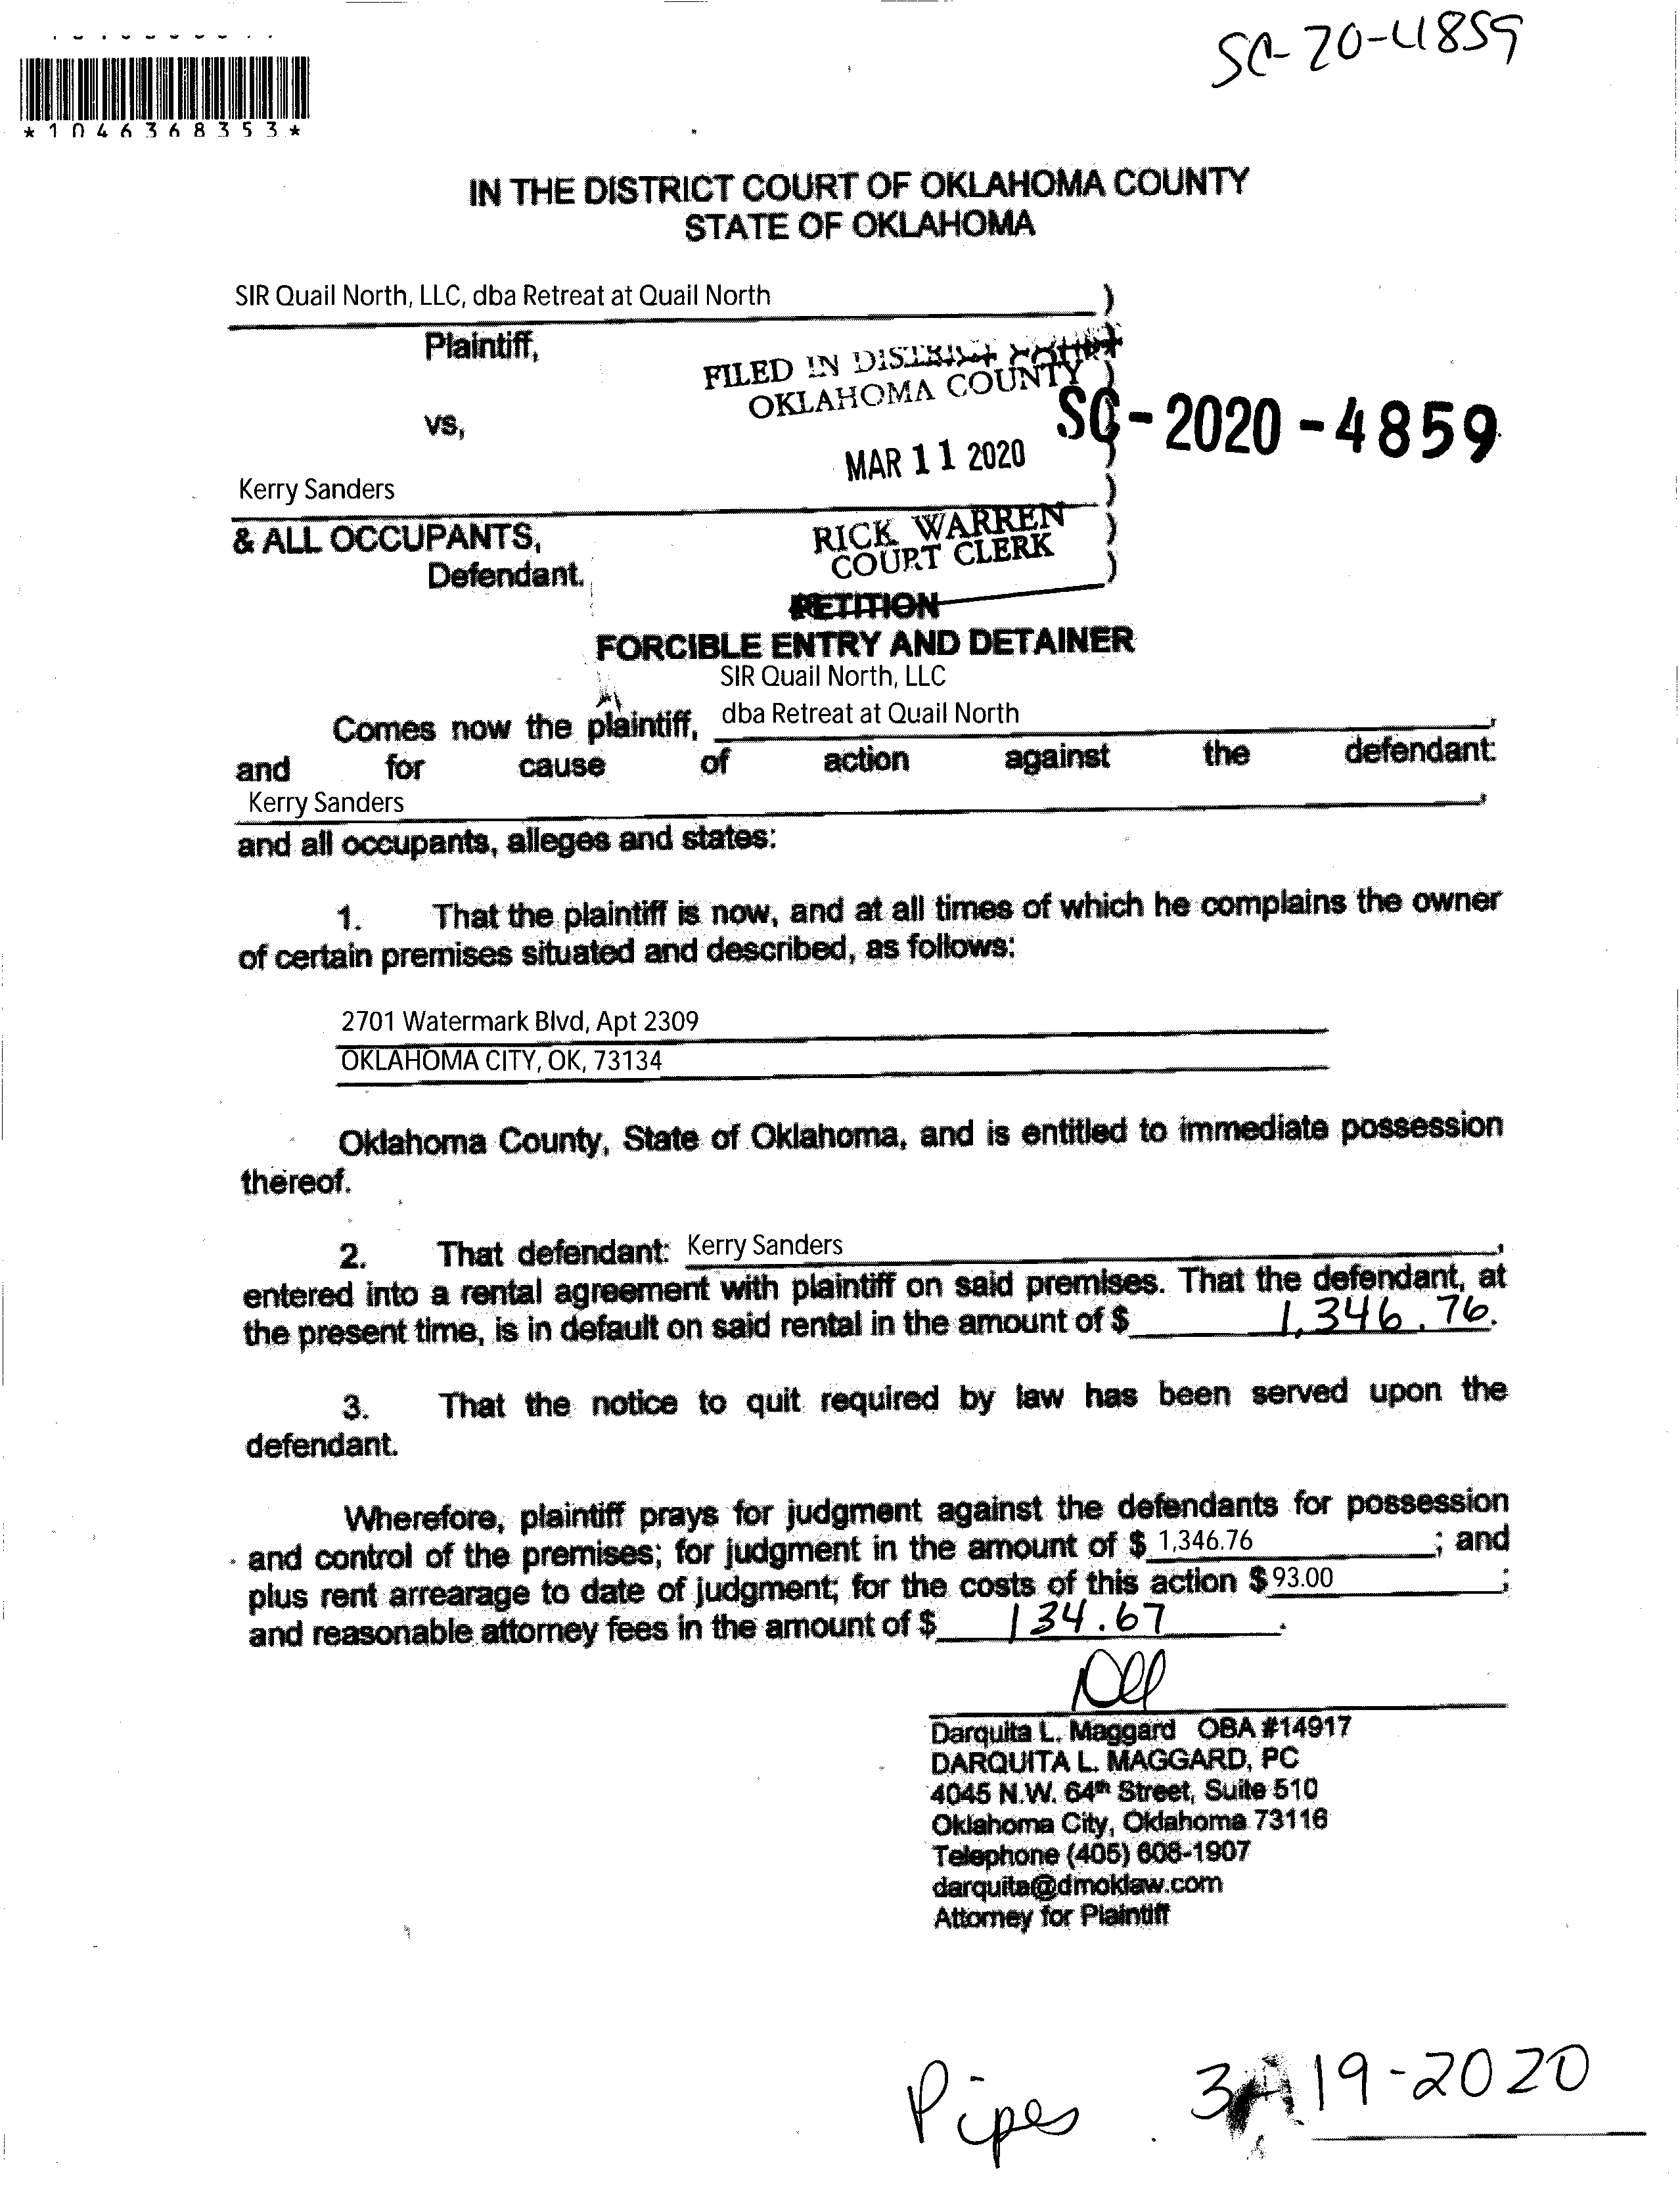 SC-20-4859
*1046368353*
IN THE DISTRICT COURT OF OKLAHOMA COUNTY
STATE OF OKLAHOMA
SIR Quail North, LLC, dba Retreat at Quail North )
Plaintiff,
FILED IN DISTRICT COURT
OKLAHOMA COUNTY )
vs,
SC-2020-4859
MAR 11 2020
Kerry Sanders )
& ALL OCCUPANTS, )
RICK WARREN
COURT CLERK
Defendant. )
PETITION
FORCIBLE ENTRY AND DETAINER
SIR Quail North, LLC
Comes now the plaintiff, dba Retreat at Quail North,
and for cause of action against the defendant:
Kerry Sanders,
and all occupants, alleges and states:
1. That the plaintiff is now, and at all times of which he complains the owner
of certain premises situated and described, as follows:
2701 Watermark Blvd, Apt 2309
OKLAHOMA CITY, OK, 73134
Oklahoma County, State of Oklahoma, and is entitled to immediate possession
thereof.
2. That defendant: Kerry Sanders,
entered into a rental agreement with plaintiff on said premises. That the defendant, at
the present time, is in default on said rental in the amount of $ 1,346.76.
3. That the notice to quit required by law has been served upon the
defendant.
Wherefore, plaintiff prays for judgment against the defendants for possession
and control of the premises; for judgment in the amount of $ 1,346.76; and
plus rent arrearage to date of judgment; for the costs of this action $ 93.00;
and reasonable attorney fees in the amount of $ 134.67.
Darquita L. Maggard OBA #14917
DARQUITA L. MAGGARD, PC
4045 N.W. 64th Street, Suite 510
Oklahoma City, Oklahoma 73116
Telephone (405) 608-1907
darquita@dmoklaw.com
Attorney for Plaintiff
Pipes 3-19-2020